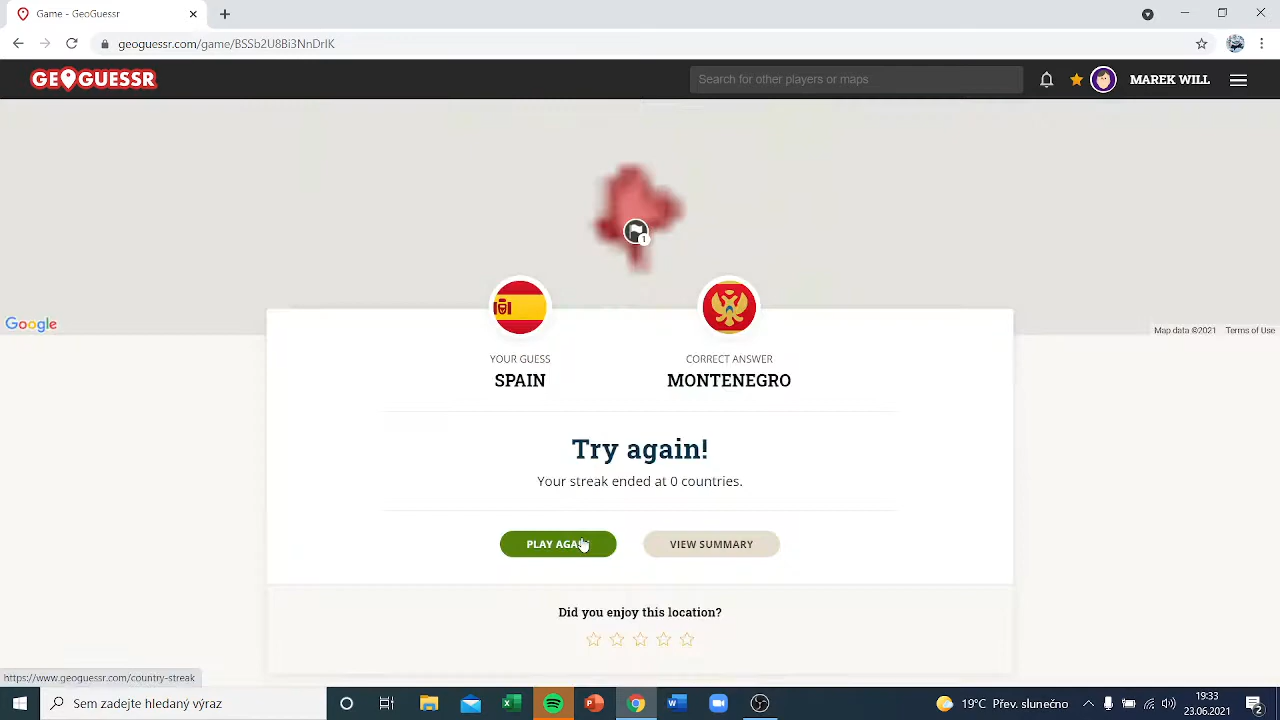 Game - GeoGuessr
geoguessr.com/game/BSSb2U8Bi3NnDrIK
GEOGUESSR
Search for other players or maps
MAREK WILL
1
Google
Map data ©2021 Terms of Use
YOUR GUESS
SPAIN
CORRECT ANSWER
MONTENEGRO
Try again!
Your streak ended at 0 countries.
PLAY AGAIN
VIEW SUMMARY
Did you enjoy this location?
https://www.geoguessr.com/country-streak
Sem zadejte hledaný výraz
19°C Přev. slunečno
19:33
23.06.2021
2